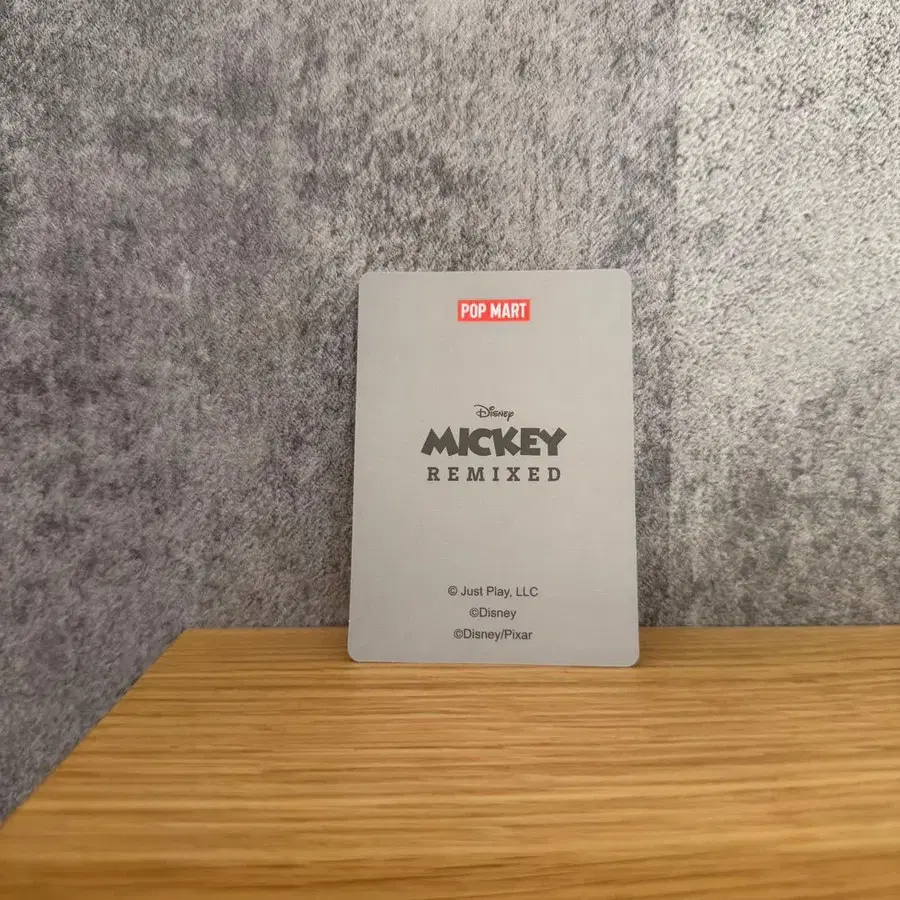 POP MART
Disney
MICKEY
REMIXED
© Just Play, LLC
©Disney
©Disney/Pixar